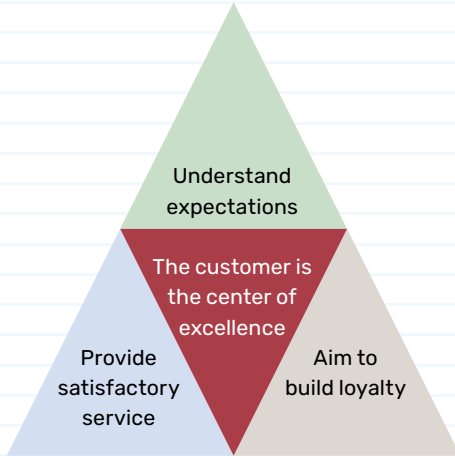 Understand
expectations
The customer is
the center of
excellence
Provide
satisfactory
service
Aim to
build loyalty